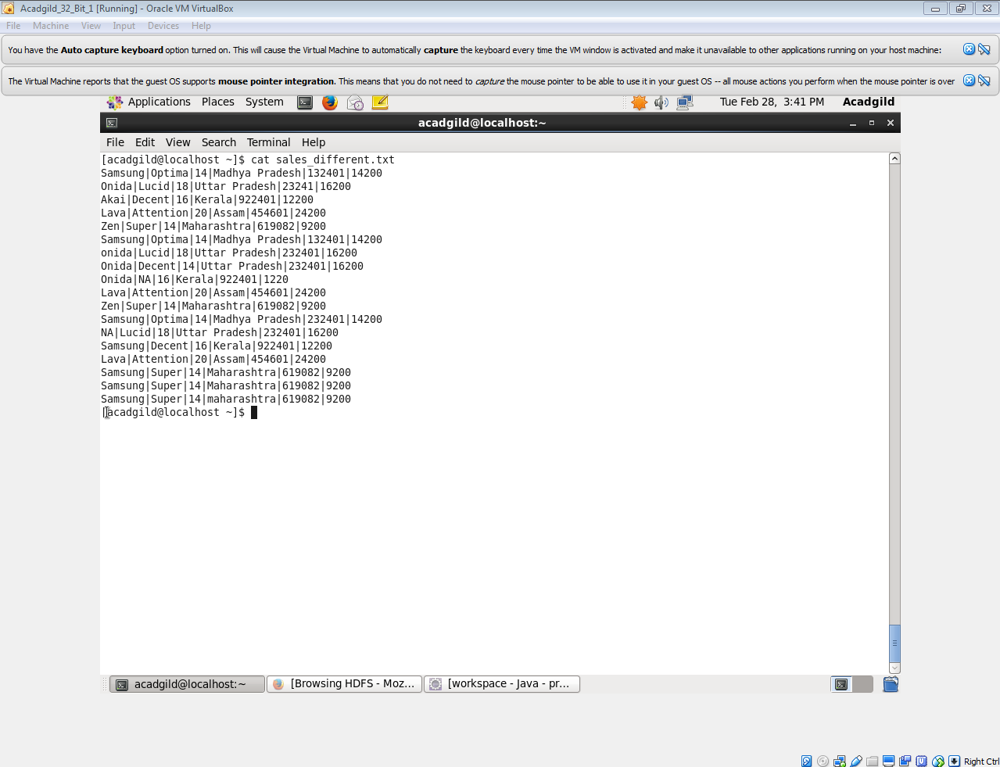 Acadgild_32_Bit_1 [Running] - Oracle VM VirtualBox
File Machine View Input Devices Help
You have the Auto capture keyboard option turned on. This will cause the Virtual Machine to automatically capture the keyboard every time the VM window is activated and make it unavailable to other applications running on your host machine:
The Virtual Machine reports that the guest OS supports mouse pointer integration. This means that you do not need to capture the mouse pointer to be able to use it in your guest OS -- all mouse actions you perform when the mouse pointer is over
Applications Places System Tue Feb 28, 3:41 PM Acadgild
acadgild@localhost:~
File Edit View Search Terminal Help
[acadgild@localhost ~]$ cat sales_different.txt
Samsung|Optima|14|Madhya Pradesh|132401|14200
Onida|Lucid|18|Uttar Pradesh|23241|16200
Akai|Decent|16|Kerala|922401|12200
Lava|Attention|20|Assam|454601|24200
Zen|Super|14|Maharashtra|619082|9200
Samsung|Optima|14|Madhya Pradesh|132401|14200
onida|Lucid|18|Uttar Pradesh|232401|16200
Onida|Decent|14|Uttar Pradesh|232401|16200
Onida|NA|16|Kerala|922401|1220
Lava|Attention|20|Assam|454601|24200
Zen|Super|14|Maharashtra|619082|9200
Samsung|Optima|14|Madhya Pradesh|232401|14200
NA|Lucid|18|Uttar Pradesh|232401|16200
Samsung|Decent|16|Kerala|922401|12200
Lava|Attention|20|Assam|454601|24200
Samsung|Super|14|Maharashtra|619082|9200
Samsung|Super|14|Maharashtra|619082|9200
Samsung|Super|14|maharashtra|619082|9200
[acadgild@localhost ~]$
acadgild@localhost:~ [Browsing HDFS - Moz... [workspace - Java - pr...
Right Ctrl